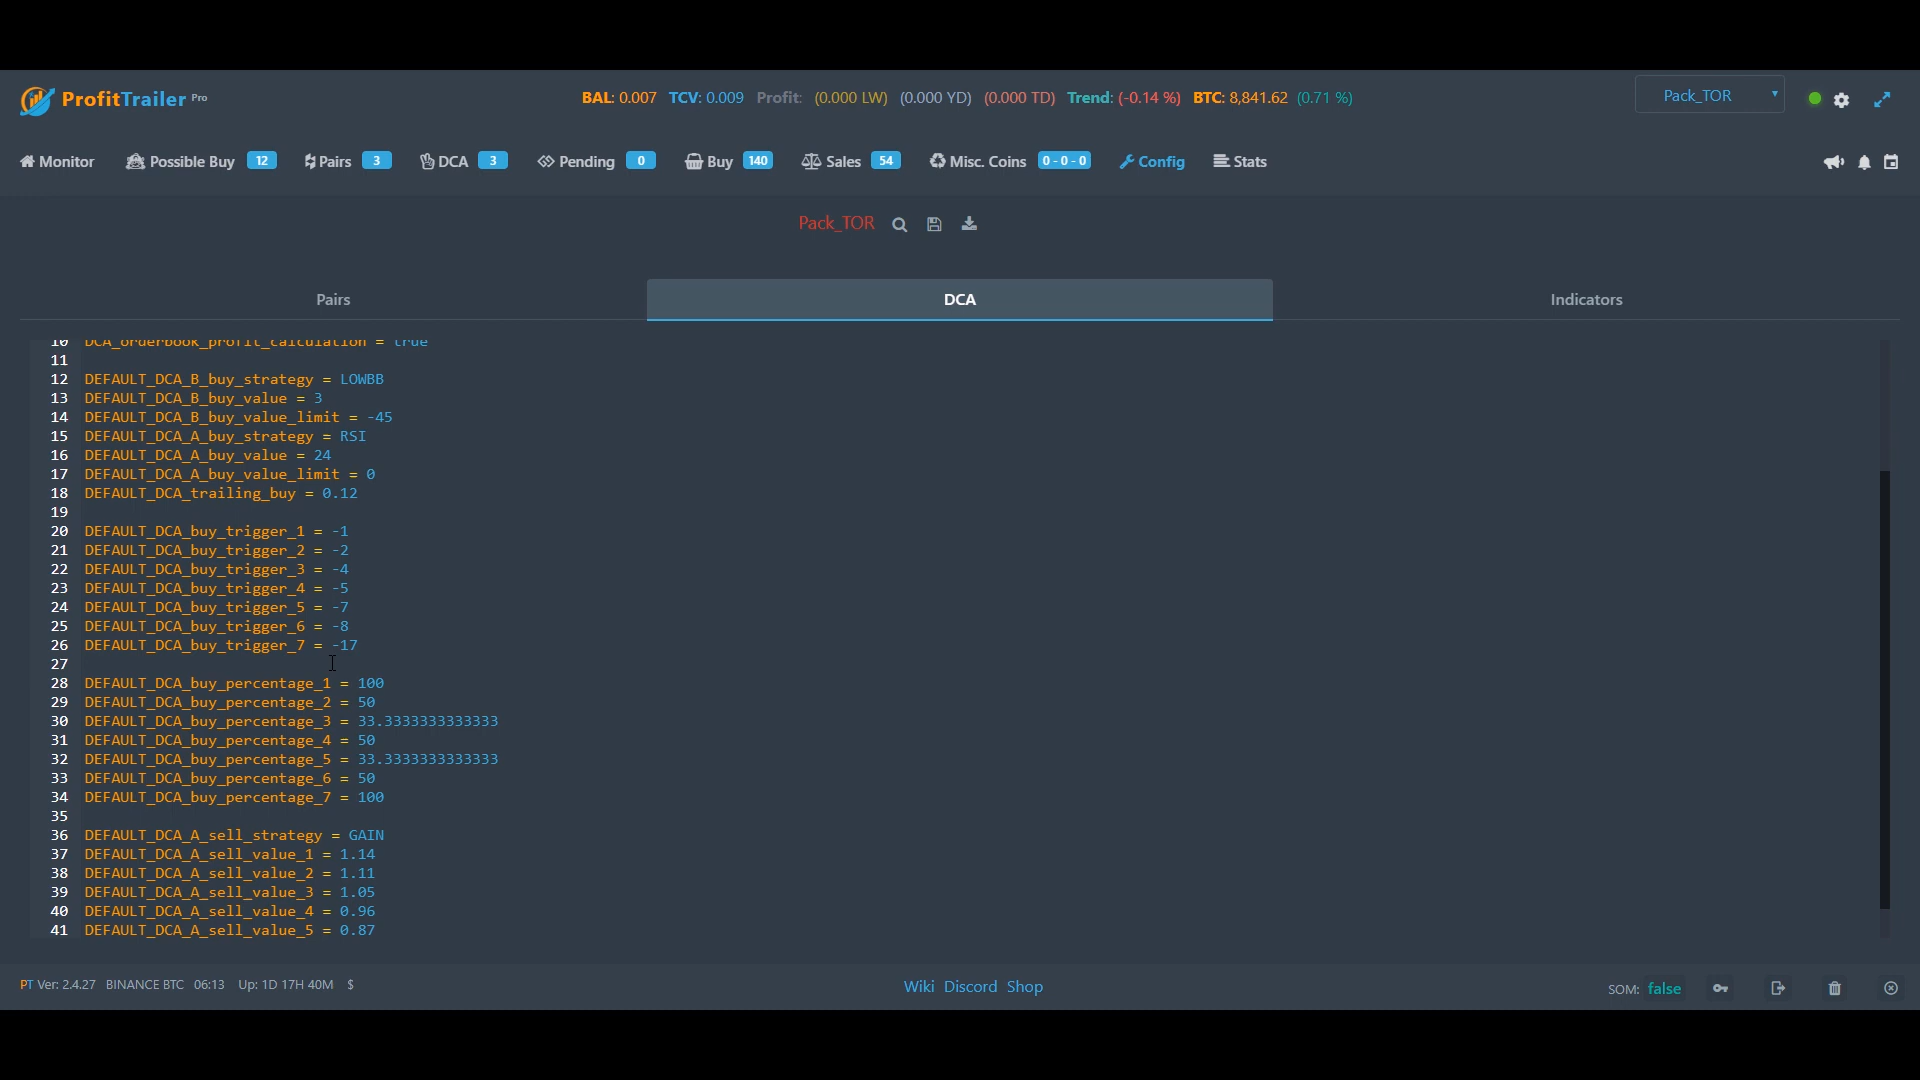 ProfitTrailer Pro
BAL: 0.007 TCV: 0.009 Profit: (0.000 LW) (0.000 YD) (0.000 TD) Trend: (-0.14 %) BTC: 8,841.62 (0.71 %)
Pack_TOR
Monitor Possible Buy 12 Pairs 3 DCA 3 Pending 0 Buy 140 Sales 54 Misc. Coins 0 - 0 - 0 Config Stats
Pack_TOR
Pairs DCA Indicators
10 DCA_orderbook_profit_calculation = true
11
12 DEFAULT_DCA_B_buy_strategy = LOWBB
13 DEFAULT_DCA_B_buy_value = 3
14 DEFAULT_DCA_B_buy_value_limit = -45
15 DEFAULT_DCA_A_buy_strategy = RSI
16 DEFAULT_DCA_A_buy_value = 24
17 DEFAULT_DCA_A_buy_value_limit = 0
18 DEFAULT_DCA_trailing_buy = 0.12
19
20 DEFAULT_DCA_buy_trigger_1 = -1
21 DEFAULT_DCA_buy_trigger_2 = -2
22 DEFAULT_DCA_buy_trigger_3 = -4
23 DEFAULT_DCA_buy_trigger_4 = -5
24 DEFAULT_DCA_buy_trigger_5 = -7
25 DEFAULT_DCA_buy_trigger_6 = -8
26 DEFAULT_DCA_buy_trigger_7 = -17
27
28 DEFAULT_DCA_buy_percentage_1 = 100
29 DEFAULT_DCA_buy_percentage_2 = 50
30 DEFAULT_DCA_buy_percentage_3 = 33.3333333333333
31 DEFAULT_DCA_buy_percentage_4 = 50
32 DEFAULT_DCA_buy_percentage_5 = 33.3333333333333
33 DEFAULT_DCA_buy_percentage_6 = 50
34 DEFAULT_DCA_buy_percentage_7 = 100
35
36 DEFAULT_DCA_A_sell_strategy = GAIN
37 DEFAULT_DCA_A_sell_value_1 = 1.14
38 DEFAULT_DCA_A_sell_value_2 = 1.11
39 DEFAULT_DCA_A_sell_value_3 = 1.05
40 DEFAULT_DCA_A_sell_value_4 = 0.96
41 DEFAULT_DCA_A_sell_value_5 = 0.87
PT Ver: 2.4.27 BINANCE BTC 06:13 Up: 1D 17H 40M $
Wiki Discord Shop
SOM: false